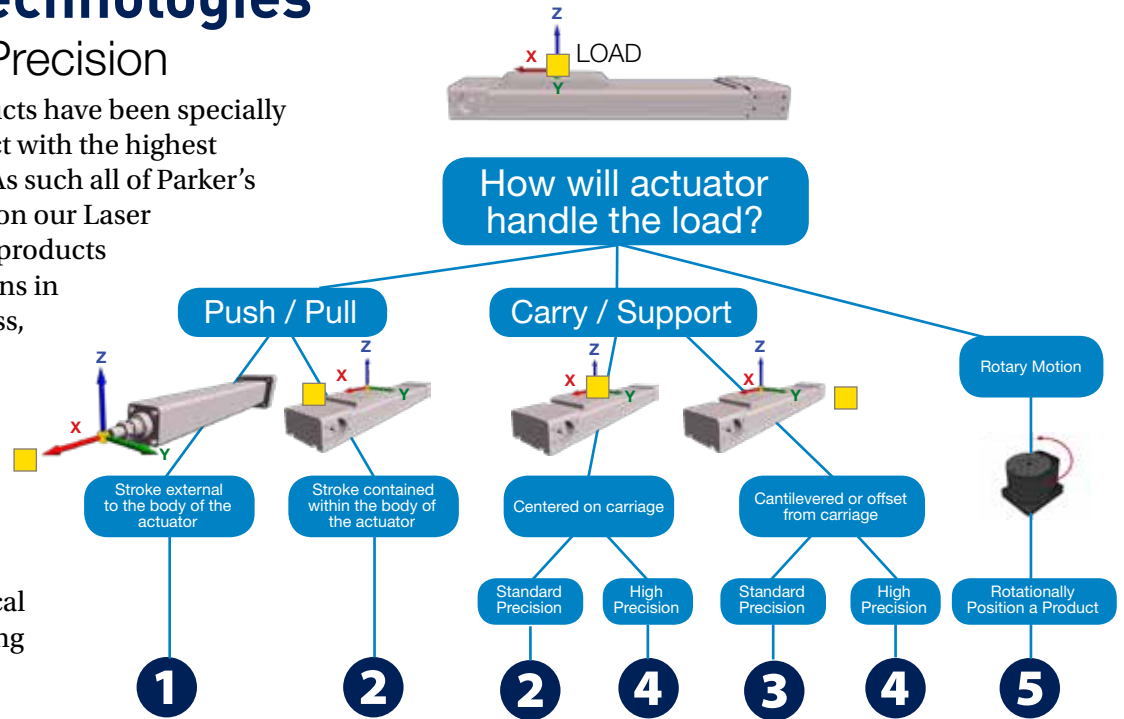 Precision
ucts have been specially
ct with the highest
As such all of Parker's
on our Laser
products
ns in
ss,
cal
ng
Z
X
LOAD
Y
How will actuator
handle the load?
Push / Pull
Carry / Support
Rotary Motion
Z
X
Y
Z
X
Y
Z
X
Y
Z
X
Y
Stroke external
to the body of the
actuator
Stroke contained
within the body of
the actuator
Centered on carriage
Cantilevered or offset
from carriage
Standard
Precision
High
Precision
Standard
Precision
High
Precision
Rotationally
Position a Product
1
2
2
4
3
4
5